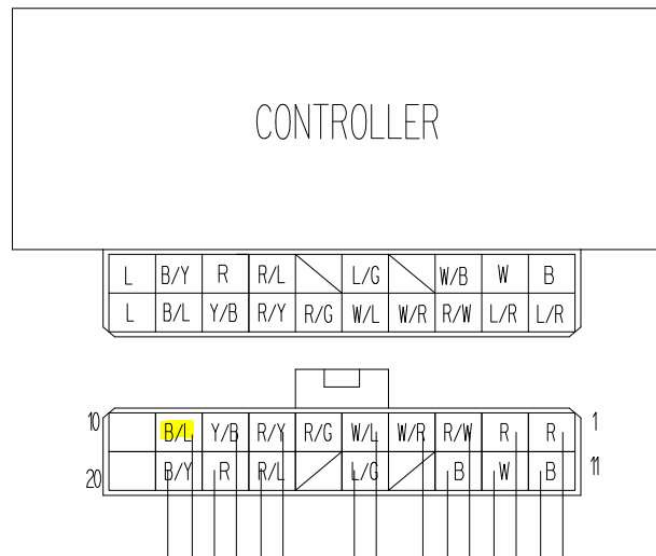 CONTROLLER
L B/Y R R/L L/G W/B W B
L B/L Y/B R/Y R/G W/L W/R R/W L/R L/R
10 B/L Y/B R/Y R/G W/L W/R R/W R R 1
20 B/Y R R/L L/G B W B 11